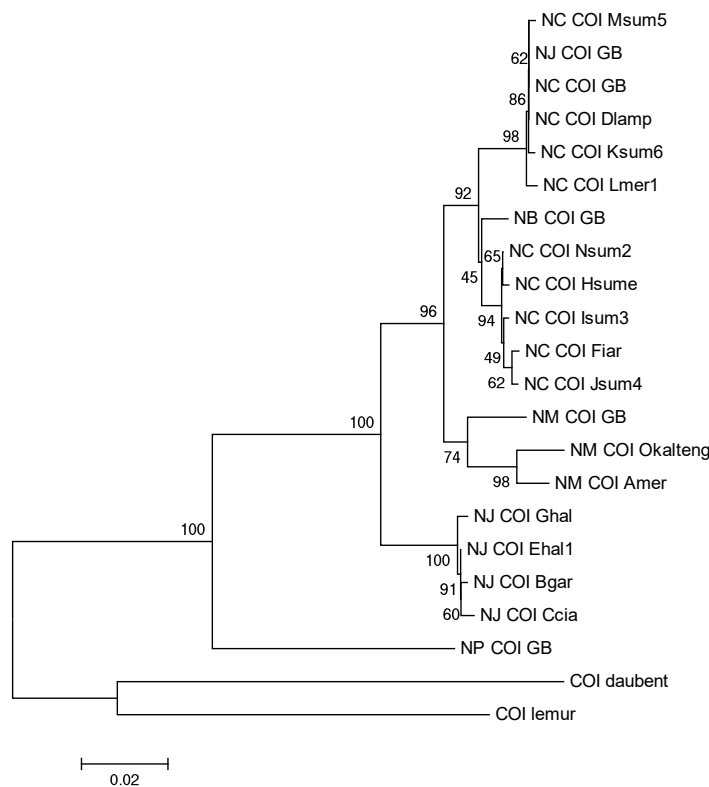 NC COI Msum5
62
NJ COI GB
NC COI GB
86
NC COI Dlamp
98
NC COI Ksum6
NC COI Lmer1
92
NB COI GB
65
NC COI Nsum2
45
NC COI Hsume
96
94
NC COI Isum3
49
NC COI Fiar
62
NC COI Jsum4
NM COI GB
100
74
NM COI Okalteng
98
NM COI Amer
NJ COI Ghal
100
100
NJ COI Ehal1
91
NJ COI Bgar
60
NJ COI Ccia
NP COI GB
COI daubent
COI lemur
0.02